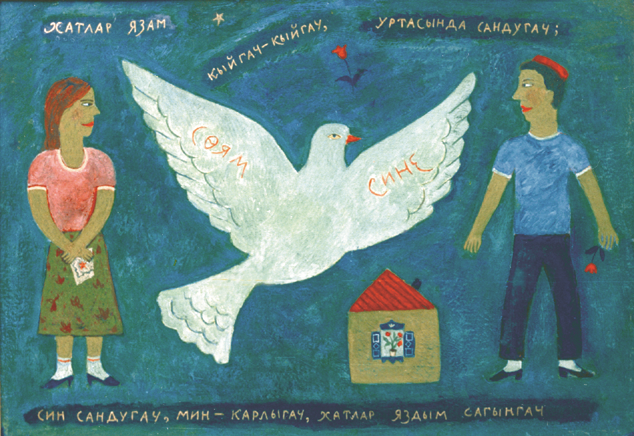 ХАТЛАР ЯЗАМ
КЫЙГАЧ-КЫЙГАЧ,
УРТАСЫНДА САНДУГАЧ;
СӨЯМ
СИНЕ
СИН САНДУГАЧ, МИН - КАРЛЫГАЧ, ХАТЛАР ЯЗДЫМ САГЫНГАЧ